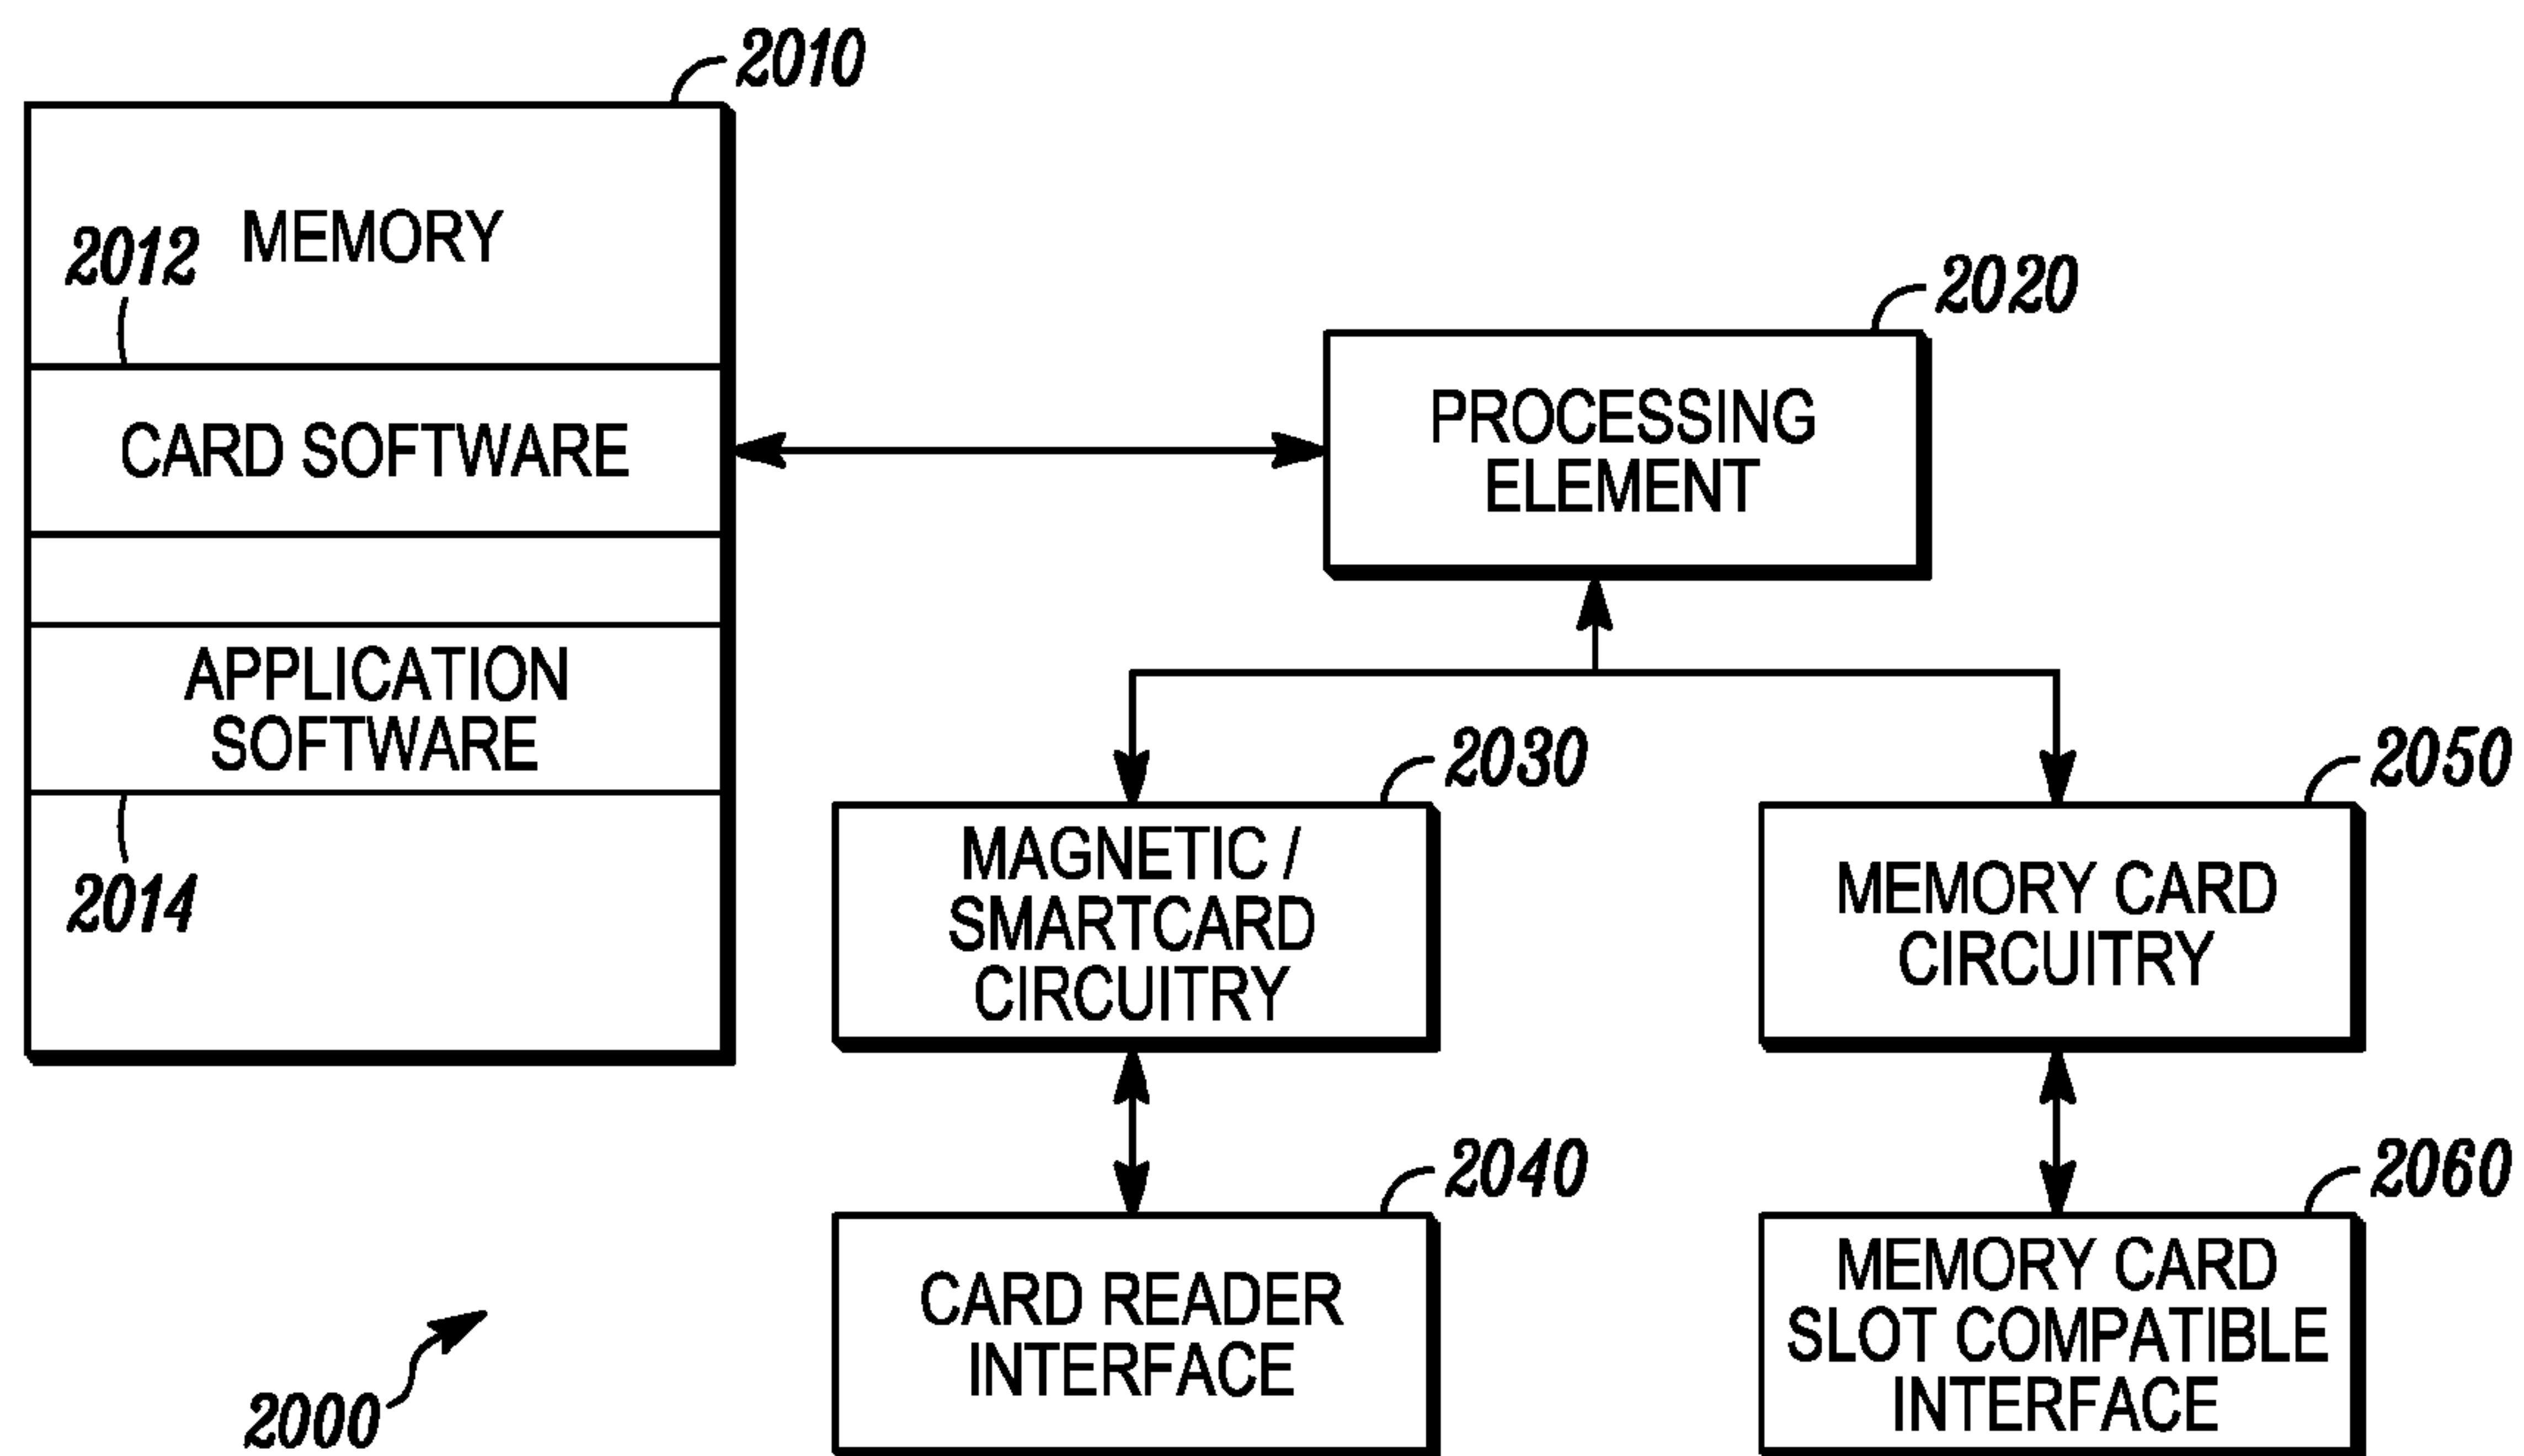 2010
MEMORY
2012
CARD SOFTWARE
APPLICATION
SOFTWARE
2014
2020
PROCESSING
ELEMENT
2030
MAGNETIC /
SMARTCARD
CIRCUITRY
2050
MEMORY CARD
CIRCUITRY
2040
CARD READER
INTERFACE
2060
MEMORY CARD
SLOT COMPATIBLE
INTERFACE
2000